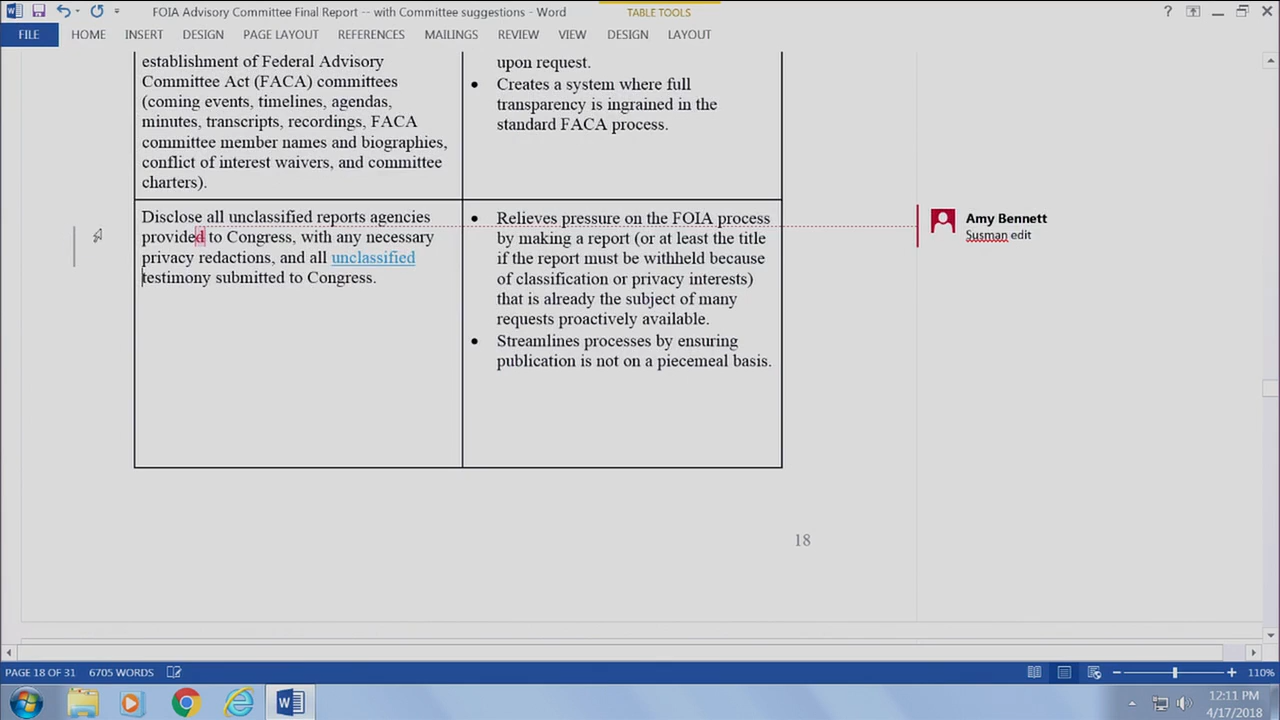 FOIA Advisory Committee Final Report -- with Committee suggestions - Word
TABLE TOOLS
?
FILE
HOME
INSERT
DESIGN
PAGE LAYOUT
REFERENCES
MAILINGS
REVIEW
VIEW
DESIGN
LAYOUT
establishment of Federal Advisory
Committee Act (FACA) committees
(coming events, timelines, agendas,
minutes, transcripts, recordings, FACA
committee member names and biographies,
conflict of interest waivers, and committee
charters).
upon request.
• Creates a system where full
transparency is ingrained in the
standard FACA process.
Disclose all unclassified reports agencies
provided to Congress, with any necessary
privacy redactions, and all unclassified
testimony submitted to Congress.
• Relieves pressure on the FOIA process
by making a report (or at least the title
if the report must be withheld because
of classification or privacy interests)
that is already the subject of many
requests proactively available.
• Streamlines processes by ensuring
publication is not on a piecemeal basis.
Amy Bennett
Susman edit
18
PAGE 18 OF 31
6705 WORDS
110%
12:11 PM
4/17/2018